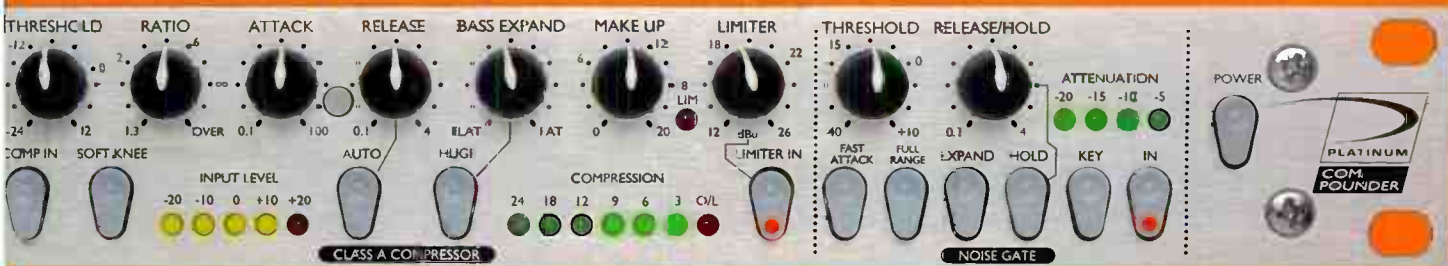 THRESHOLD RATIO ATTACK RELEASE BASS EXPAND MAKE UP LIMITER THRESHOLD RELEASE/HOLD
-12 6 12 18 22 15
2 0 ∞ 6 0 ATTENUATION POWER
8 -20 -15 -10 -5
LIM
-24 12 1.3 OVER 0.1 100 0.1 4 FLAT FAT 0 20 12 dBu 26 40 +10 0.1 4
COMP IN SOFT KNEE AUTO HUGE LIMITER IN FAST ATTACK FULL RANGE EXPAND HOLD KEY IN
PLATINUM
INPUT LEVEL COMPRESSION
COM.
POUNDER
-20 -10 0 +10 +20 24 18 12 9 6 3 O/L
CLASS A COMPRESSOR NOISE GATE